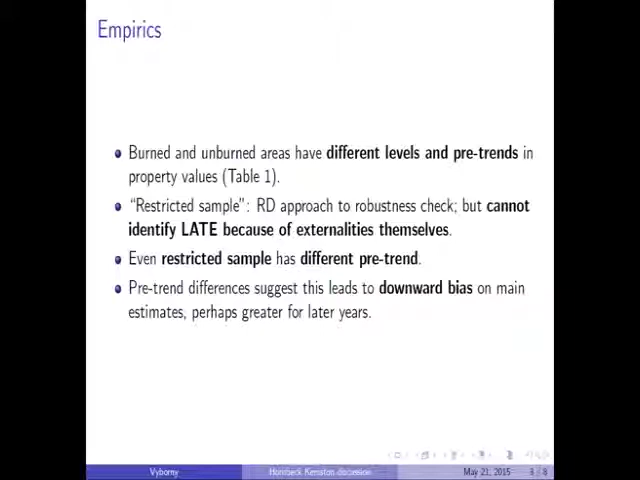 Empirics
Burned and unburned areas have different levels and pre-trends in
property values (Table 1).
“Restricted sample”: RD approach to robustness check; but cannot
identify LATE because of externalities themselves.
Even restricted sample has different pre-trend.
Pre-trend differences suggest this leads to downward bias on main
estimates, perhaps greater for later years.
Vyborny Hornbeck Keniston discussion May 21, 2015 3 / 8